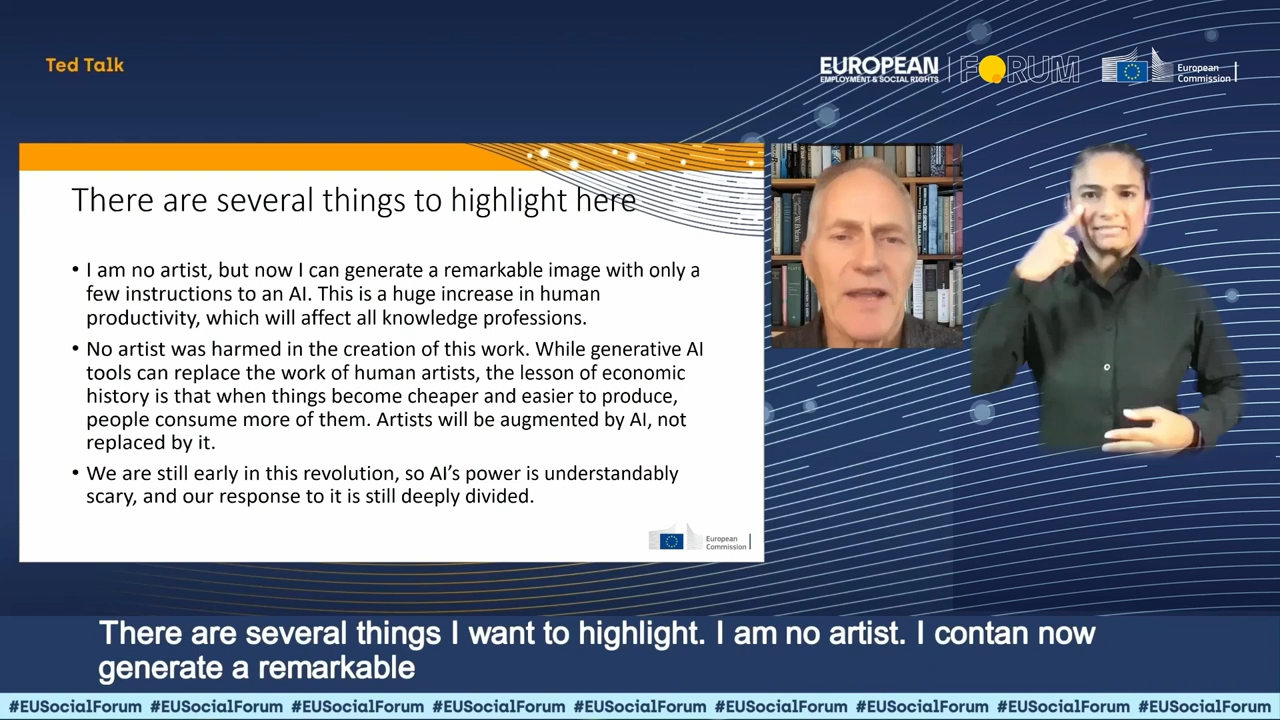 Ted Talk
EUROPEAN
EMPLOYMENT & SOCIAL RIGHTS
FORUM
European
Commission
There are several things to highlight here
• I am no artist, but now I can generate a remarkable image with only a
few instructions to an AI. This is a huge increase in human
productivity, which will affect all knowledge professions.
• No artist was harmed in the creation of this work. While generative AI
tools can replace the work of human artists, the lesson of economic
history is that when things become cheaper and easier to produce,
people consume more of them. Artists will be augmented by AI, not
replaced by it.
• We are still early in this revolution, so AI’s power is understandably
scary, and our response to it is still deeply divided.
European
Commission
There are several things I want to highlight. I am no artist. I contan now
generate a remarkable
#EUSocialForum #EUSocialForum #EUSocialForum #EUSocialForum #EUSocialForum #EUSocialForum #EUSocialForum #EUSocialForum #EUSocialForum